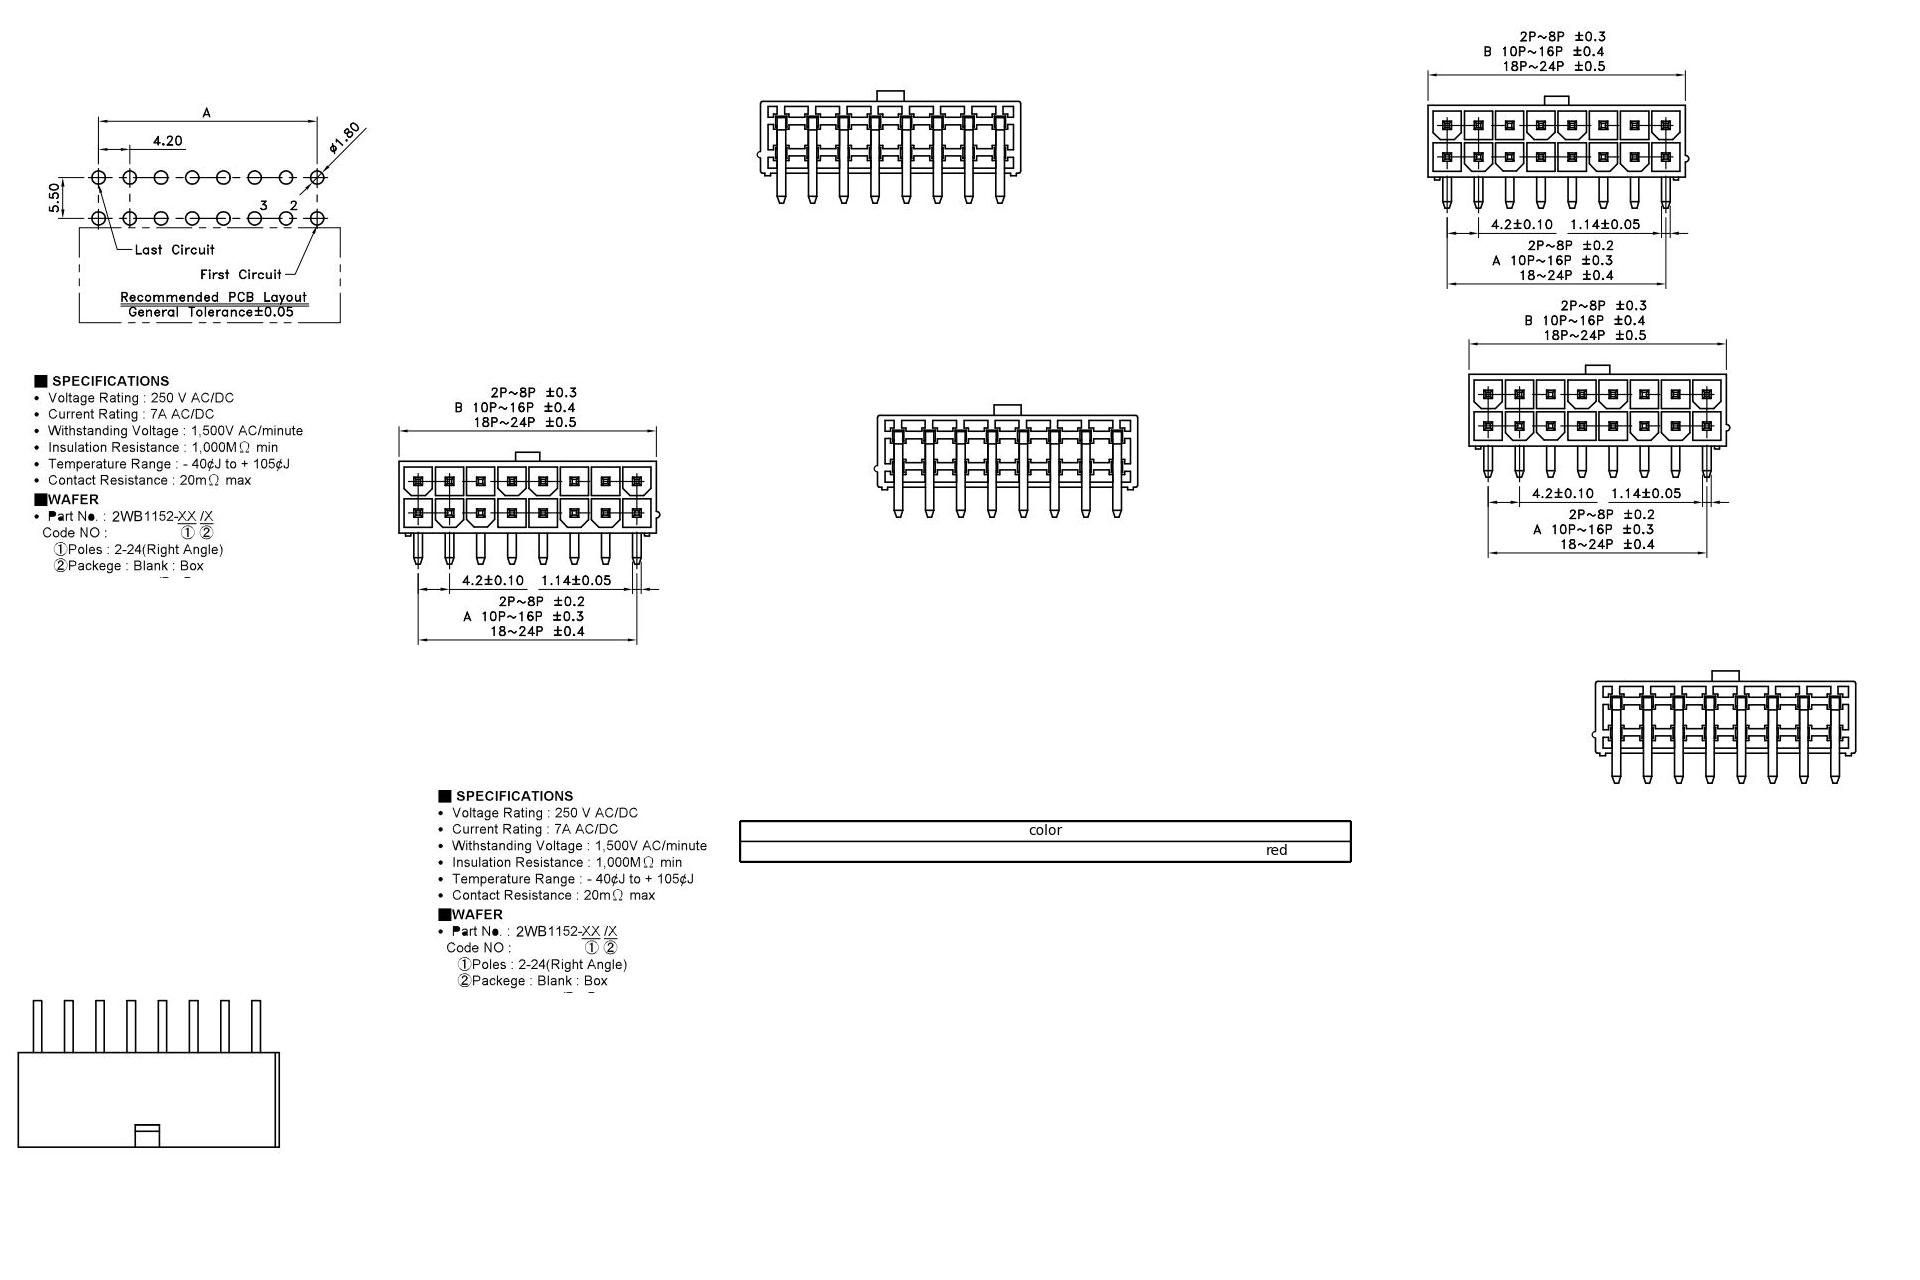 A
4.20
ø1.80
5.50
3 2
Last Circuit
First Circuit
Recommended PCB Layout
General Tolerance±0.05
2P~8P ±0.3
B 10P~16P ±0.4
18P~24P ±0.5
4.2±0.10 1.14±0.05
2P~8P ±0.2
A 10P~16P ±0.3
18~24P ±0.4
2P~8P ±0.3
B 10P~16P ±0.4
18P~24P ±0.5
4.2±0.10 1.14±0.05
2P~8P ±0.2
A 10P~16P ±0.3
18~24P ±0.4
■ SPECIFICATIONS
• Voltage Rating : 250 V AC/DC
• Current Rating : 7A AC/DC
• Withstanding Voltage : 1,500V AC/minute
• Insulation Resistance : 1,000MΩ min
• Temperature Range : - 40¢J to + 105¢J
• Contact Resistance : 20mΩ max
■WAFER
• Part No. : 2WB1152-XX /X
Code NO : ① ②
①Poles : 2-24(Right Angle)
②Packege : Blank : Box
2P~8P ±0.3
B 10P~16P ±0.4
18P~24P ±0.5
4.2±0.10 1.14±0.05
2P~8P ±0.2
A 10P~16P ±0.3
18~24P ±0.4
■ SPECIFICATIONS
• Voltage Rating : 250 V AC/DC
• Current Rating : 7A AC/DC
• Withstanding Voltage : 1,500V AC/minute
• Insulation Resistance : 1,000MΩ min
• Temperature Range : - 40¢J to + 105¢J
• Contact Resistance : 20mΩ max
■WAFER
• Part No. : 2WB1152-XX /X
Code NO : ① ②
①Poles : 2-24(Right Angle)
②Packege : Blank : Box
color
red